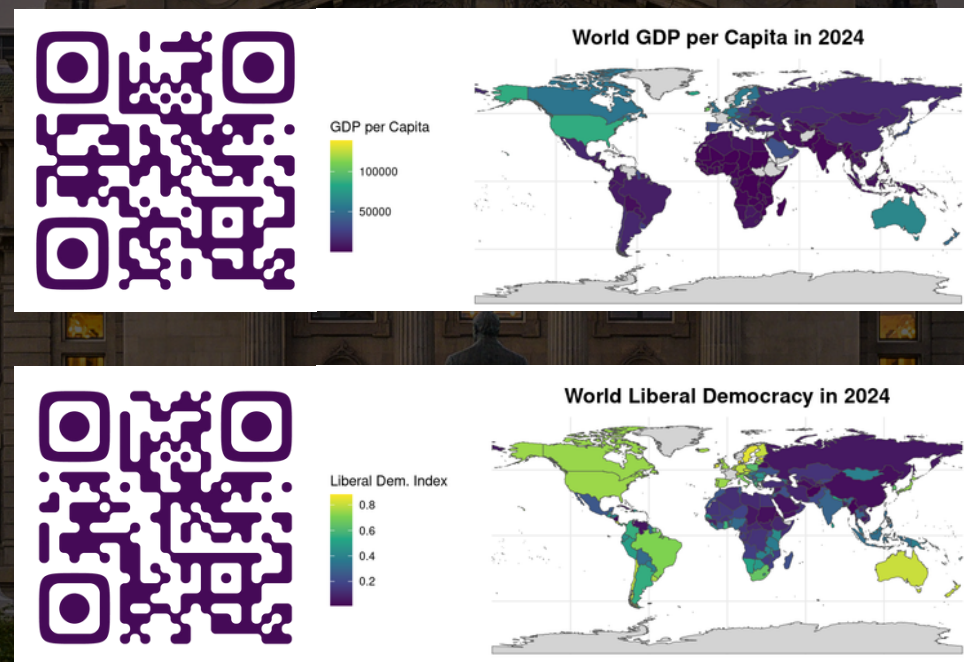 World GDP per Capita in 2024
GDP per Capita
100000
50000
World Liberal Democracy in 2024
Liberal Dem. Index
0.8
0.6
0.4
0.2